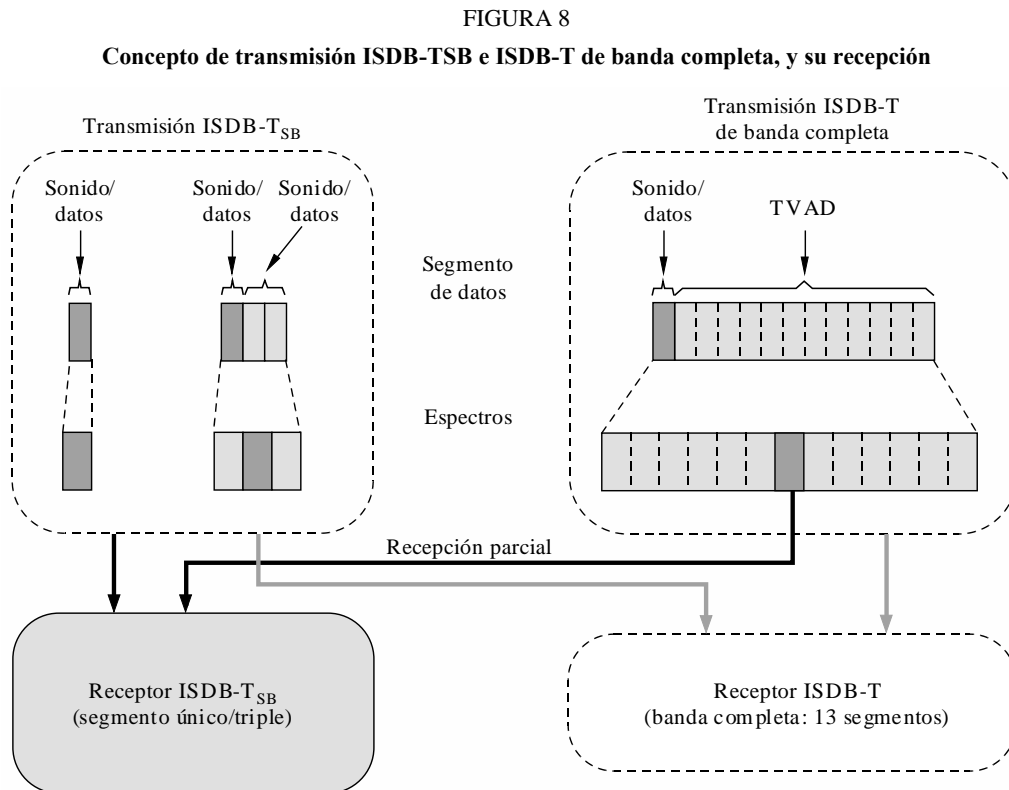 FIGURA 8
Concepto de transmisión ISDB-TSB e ISDB-T de banda completa, y su recepción
Transmisión ISDB-TSB
Transmisión ISDB-T
de banda completa
Sonido/
datos
Sonido/
datos
Sonido/
datos
Sonido/
datos
TVAD
Segmento
de datos
Espectros
Recepción parcial
Receptor ISDB-TSB
(segmento único/triple)
Receptor ISDB-T
(banda completa: 13 segmentos)